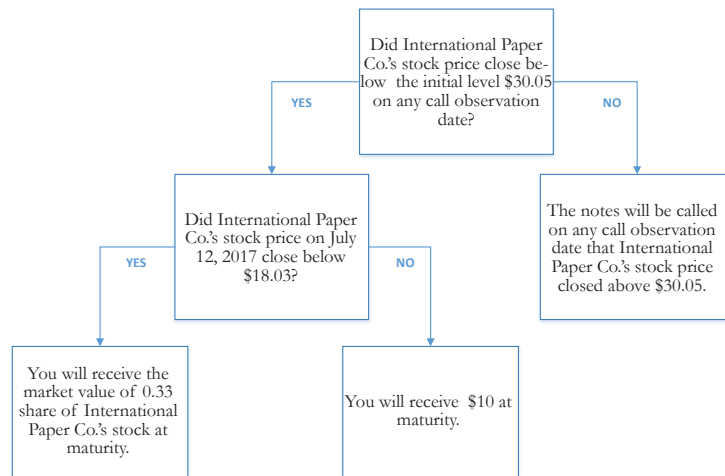 Did International Paper
Co.'s stock price close be-
low the initial level $30.05
on any call observation
date?
YES
NO
Did International Paper
Co.'s stock price on July
12, 2017 close below
$18.03?
The notes will be called
on any call observation
date that International
Paper Co.'s stock price
closed above $30.05.
YES
NO
You will receive the
market value of 0.33
share of International
Paper Co.'s stock at
maturity.
You will receive $10 at
maturity.